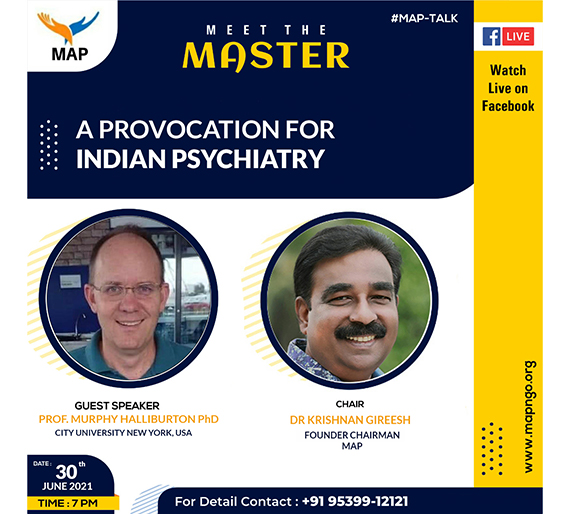 MAP
#MAP-TALK
MEET THE
MASTER
f LIVE
Watch
Live on
Facebook
A PROVOCATION FOR
INDIAN PSYCHIATRY
GUEST SPEAKER
PROF. MURPHY HALLIBURTON PhD
CITY UNIVERSITY NEW YORK, USA
CHAIR
DR KRISHNAN GIREESH
FOUNDER CHAIRMAN
MAP
www.mapngo.org
DATE: 30th
JUNE 2021
TIME : 7 PM
For Detail Contact : +91 95399-12121